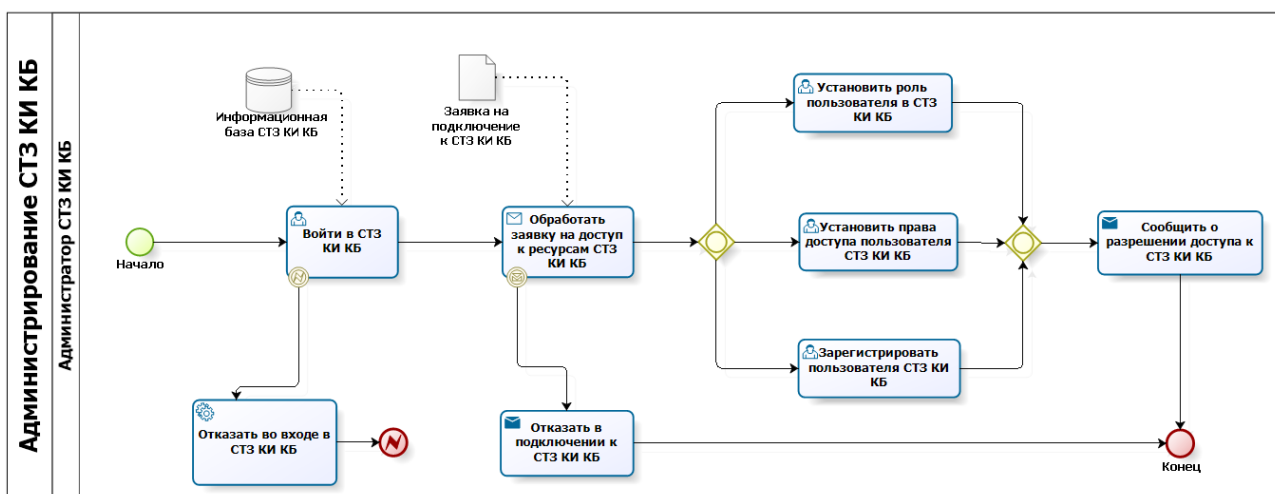 Администрирование СТЗ КИ КБ
Администратор СТЗ КИ КБ
Начало
Информационная
база СТЗ КИ КБ
Войти в СТЗ
КИ КБ
Отказать во входе в
СТЗ КИ КБ
Заявка на
подключение
к СТЗ КИ КБ
Обработать
заявку на доступ
к ресурсам СТЗ
КИ КБ
Отказать в
подключении к
СТЗ КИ КБ
Установить роль
пользователя в СТЗ
КИ КБ
Установить права
доступа пользователя
СТЗ КИ КБ
Зарегистрировать
пользователя СТЗ КИ
КБ
Сообщить о
разрешении доступа к
СТЗ КИ КБ
Конец